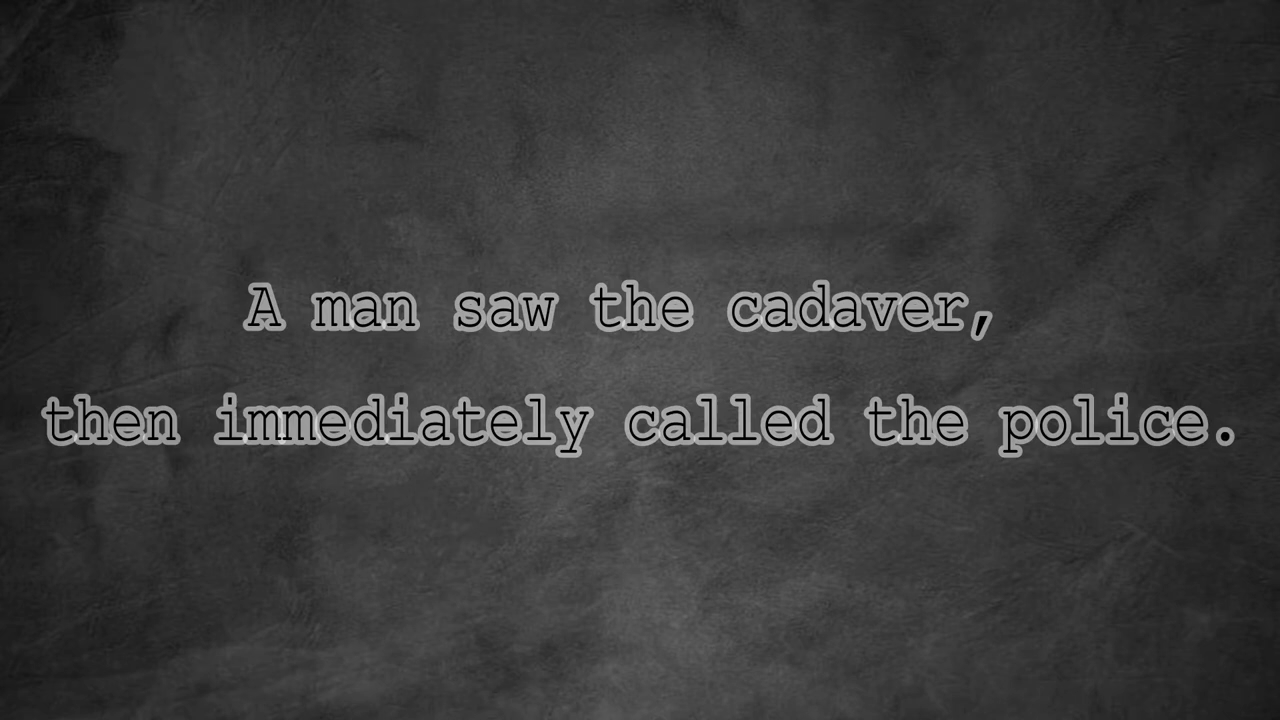 A man saw the cadaver,
then immediately called the police.